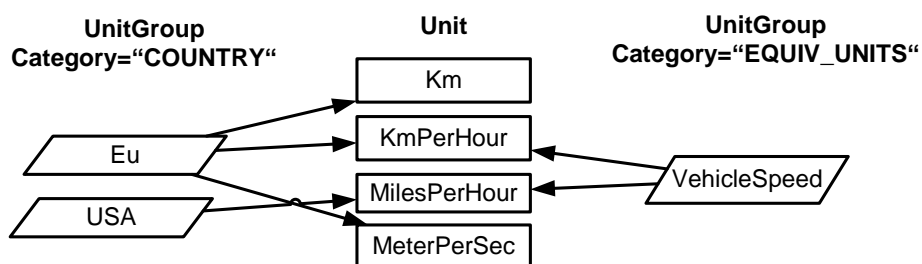 UnitGroup
Category=“COUNTRY“
Unit
UnitGroup
Category=“EQUIV_UNITS“
Km
KmPerHour
Eu
VehicleSpeed
MilesPerHour
USA
MeterPerSec